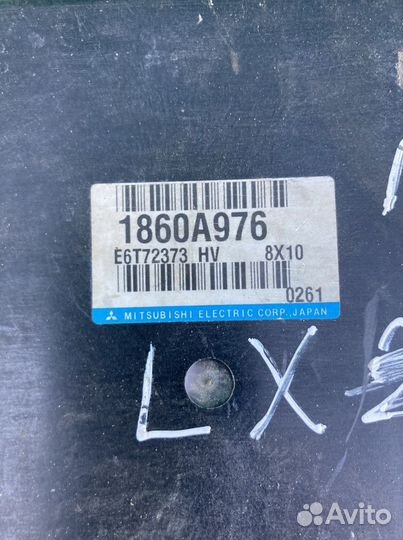 1860A976
E6T72373 HV 8X10
0261
MITSUBISHI ELECTRIC CORP., JAPAN
LX
Avito